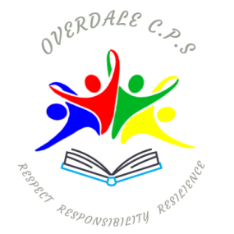 OVERDALE C.P.S
RESPECT RESPONSIBILITY RESILIENCE